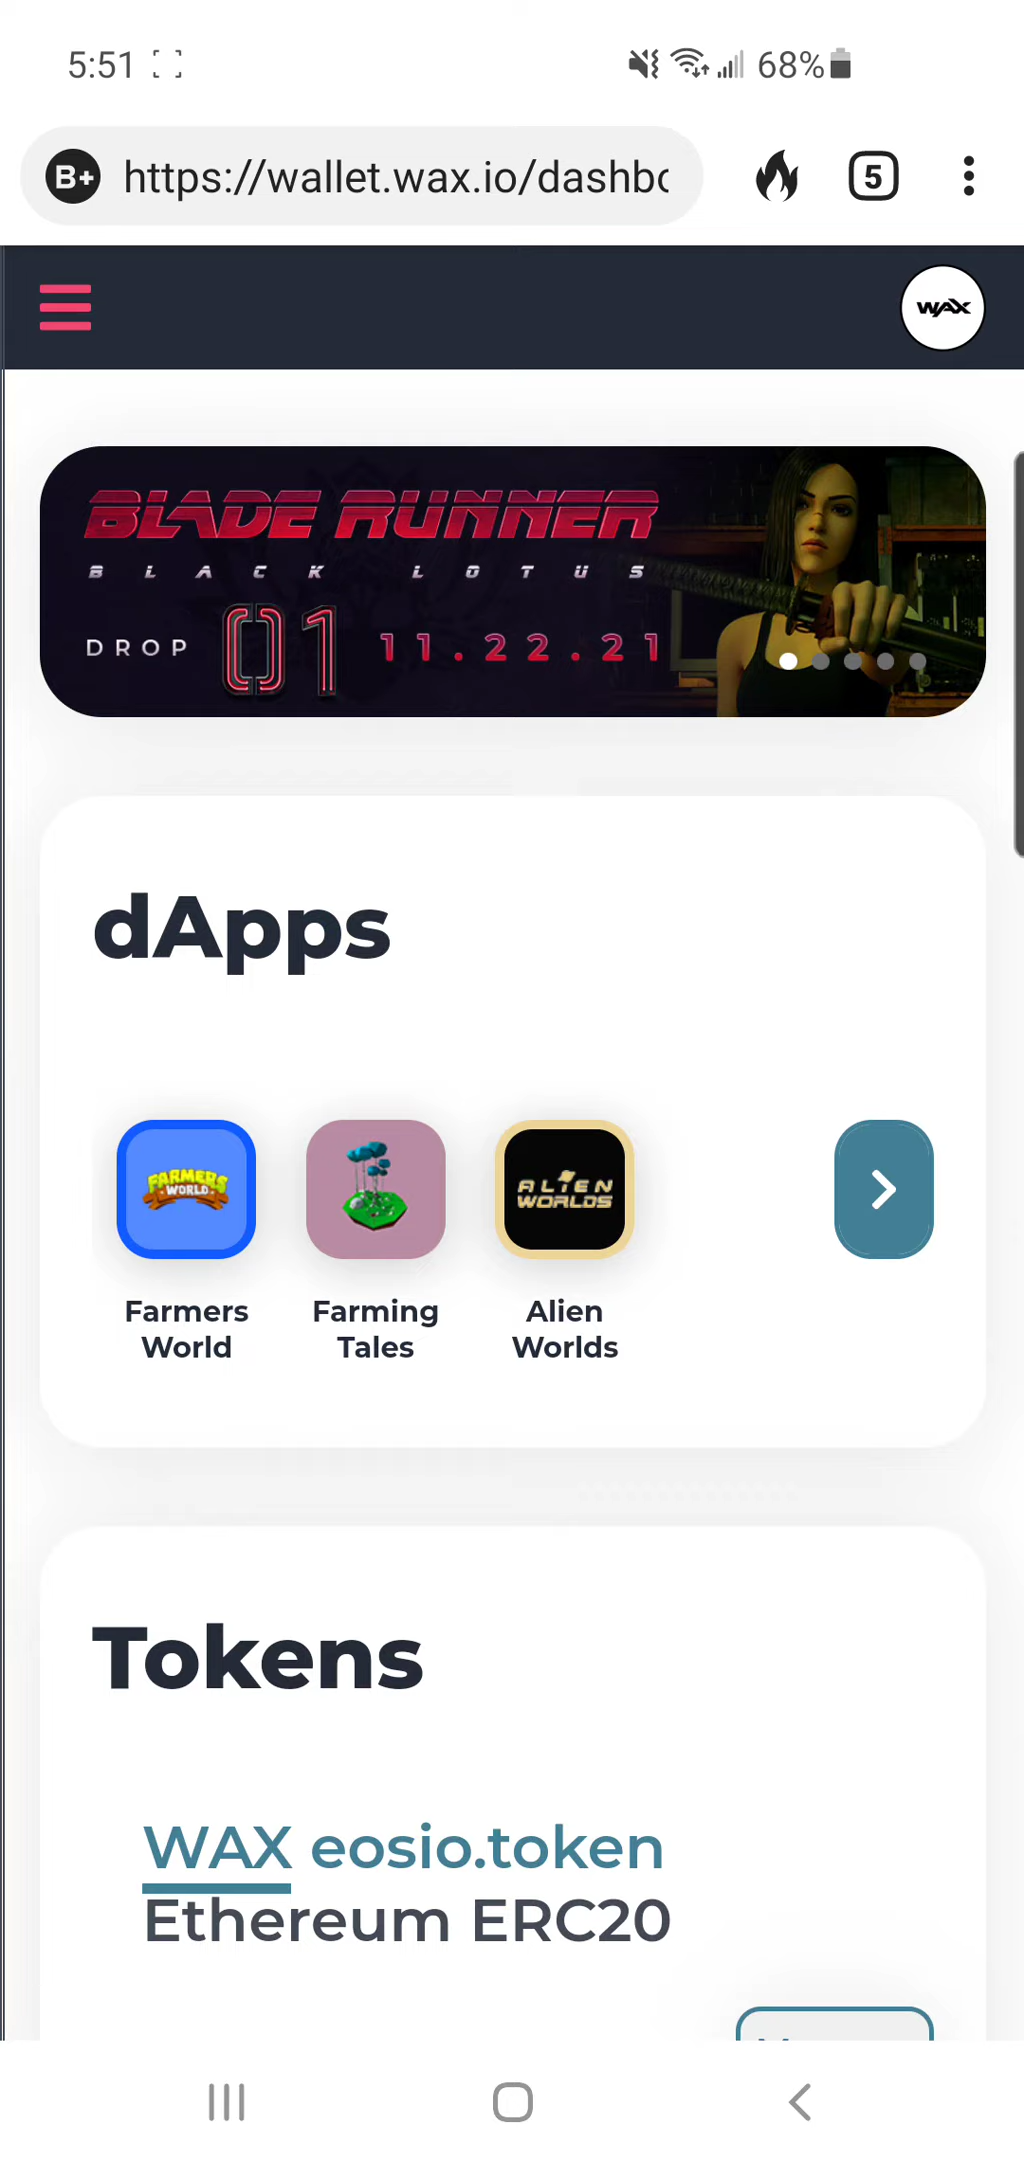 5:51 68%
B+ https://wallet.wax.io/dashbo 5
WAX
BLADE RUNNER
BLACK LOTUS
DROP 01 11.22.21
dApps
FARMERS WORLD
ALIEN WORLDS
Farmers World
Farming Tales
Alien Worlds
Tokens
WAX eosio.token
Ethereum ERC20